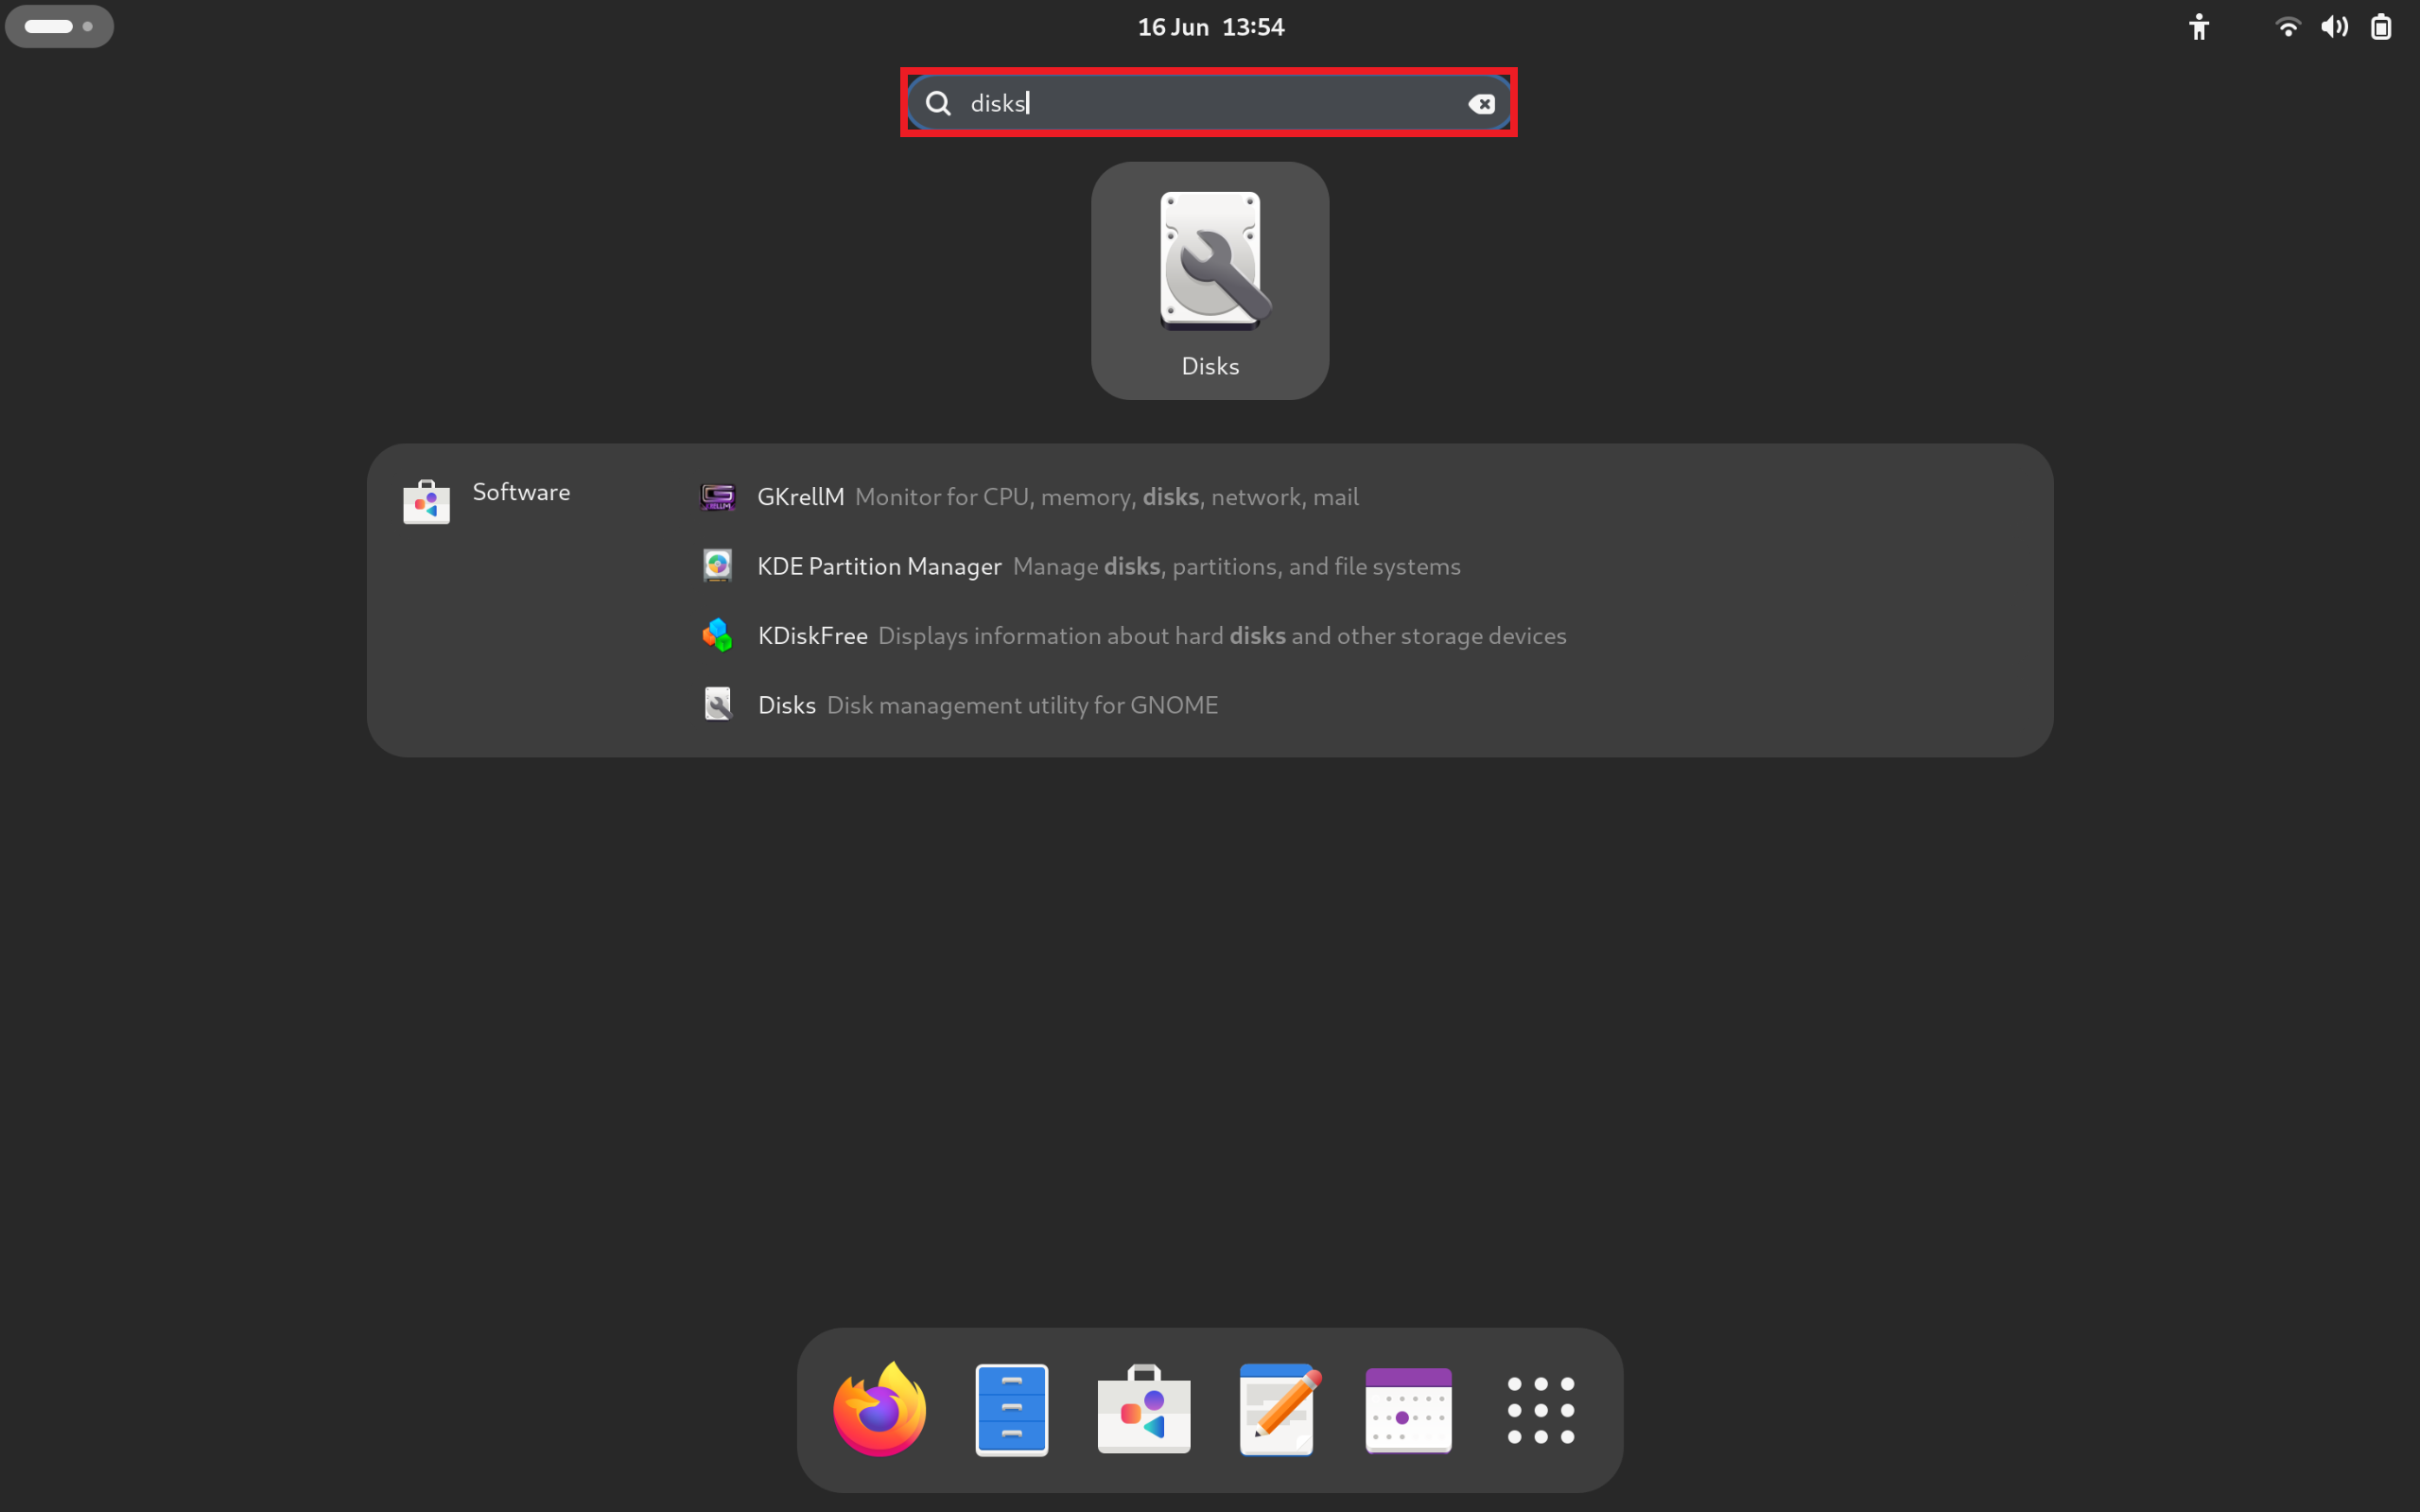 16 Jun 13:54
disks
Disks
Software
GKrellM Monitor for CPU, memory, disks, network, mail
KDE Partition Manager Manage disks, partitions, and file systems
KDiskFree Displays information about hard disks and other storage devices
Disks Disk management utility for GNOME